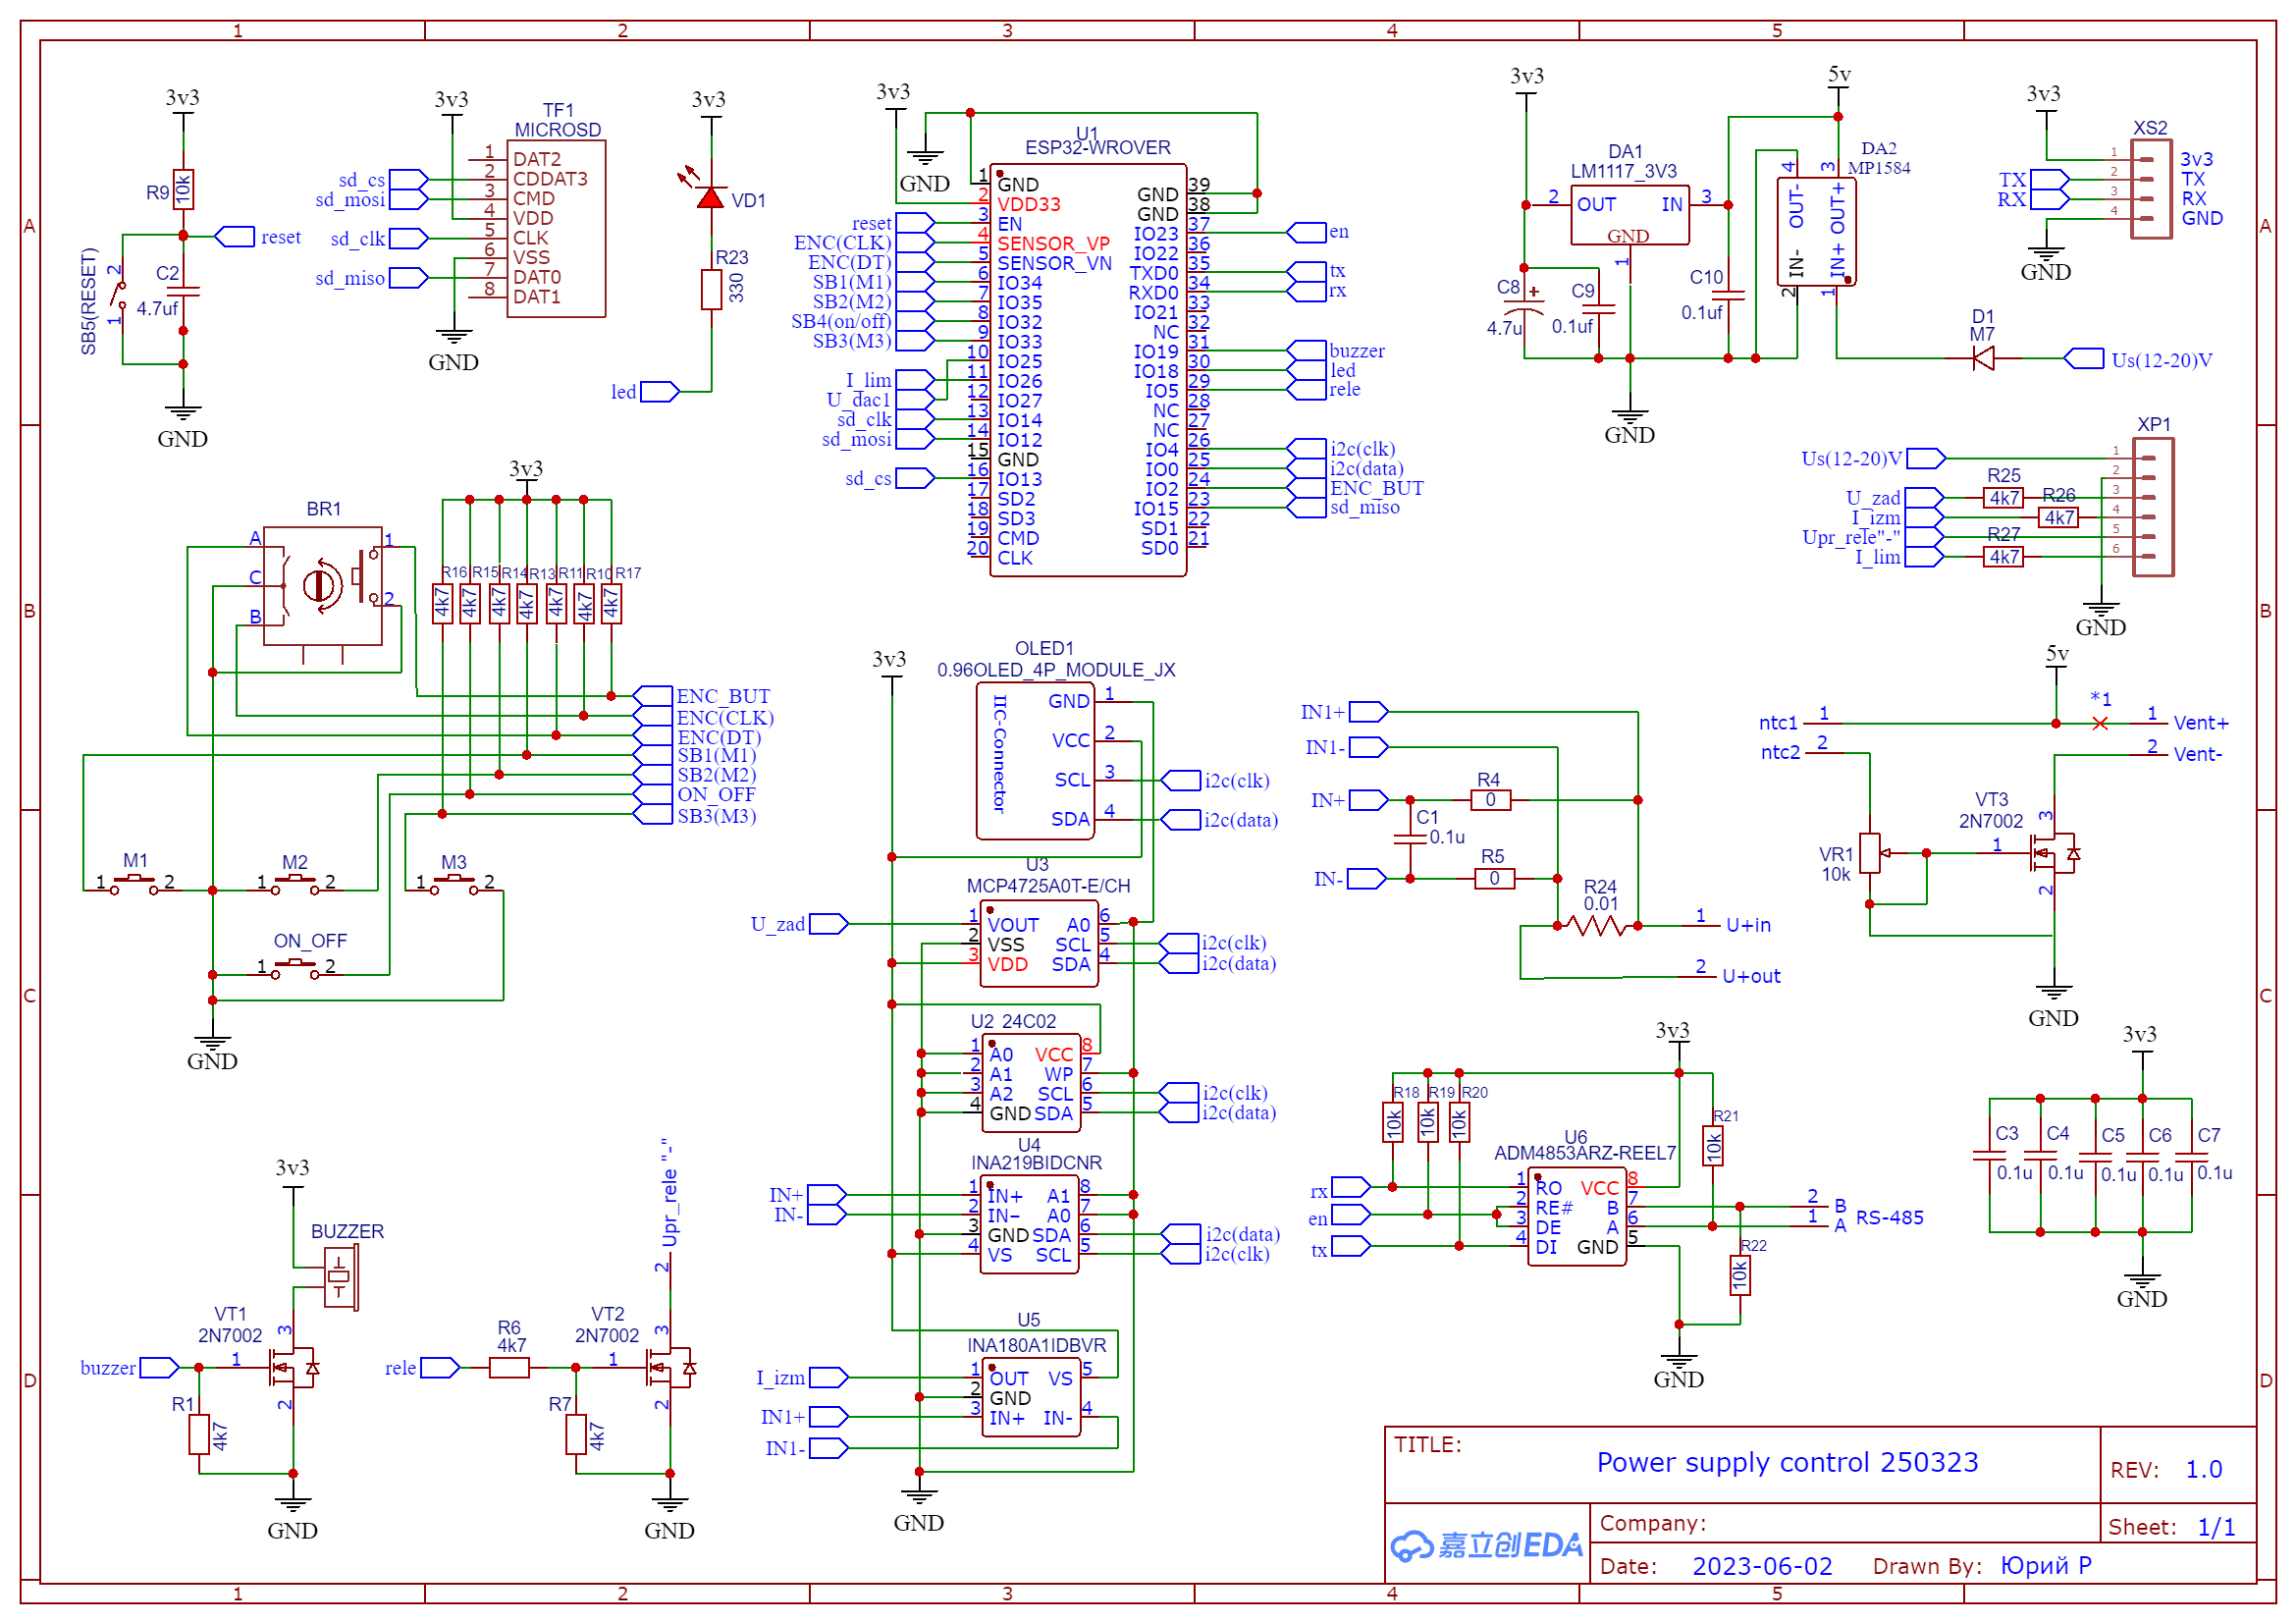 1 2 3 4 5
A B C D
A B C D
1 2 3 4 5
3v3
R9
10k
reset
C2
4.7uf
SB5(RESET)
2
1
GND
3v3
TF1
MICROSD
sd_cs
sd_mosi
sd_clk
sd_miso
1 DAT2
2 CDDAT3
3 CMD
4 VDD
5 CLK
6 VSS
7 DAT0
8 DAT1
GND
3v3
VD1
R23
330
led
3v3
GND
U1
ESP32-WROVER
1 GND
2 VDD33
reset 3 EN
ENC(CLK) 4 SENSOR_VP
ENC(DT) 5 SENSOR_VN
SB1(M1) 6 IO34
SB2(M2) 7 IO35
SB4(on/off) 8 IO32
SB3(M3) 9 IO33
10 IO25
I_lim 11 IO26
U_dac1 12 IO27
sd_clk 13 IO14
sd_mosi 14 IO12
15 GND
sd_cs 16 IO13
17 SD2
18 SD3
19 CMD
20 CLK
GND 39
GND 38
IO23 37 en
IO22 36
TXD0 35 tx
RXD0 34 rx
IO21 33
NC 32
IO19 31 buzzer
IO18 30 led
IO5 29 rele
NC 28
NC 27
IO4 26 i2c(clk)
IO0 25 i2c(data)
IO2 24 ENC_BUT
IO15 23 sd_miso
SD1 22
SD0 21
3v3
5v
DA1
LM1117_3V3
2 OUT IN 3
GND
1
DA2
MP1584
4 3
OUT- OUT+
IN- IN+
2 1
C8
4.7u
C9
0.1uf
C10
0.1uf
D1
M7
Us(12-20)V
GND
3v3
XS2
1 3v3
TX 2 TX
RX 3 RX
4 GND
GND
XP1
Us(12-20)V 1
2
U_zad R25 4k7 3
I_izm R26 4k7 4
Upr_rele"-" 5
I_lim R27 4k7 6
GND
BR1
A
C
B
1
2
3v3
R16 R15 R14 R13 R11 R10 R17
4k7 4k7 4k7 4k7 4k7 4k7 4k7
ENC_BUT
ENC(CLK)
ENC(DT)
SB1(M1)
SB2(M2)
ON_OFF
SB3(M3)
M1
1 2
M2
1 2
M3
1 2
ON_OFF
1 2
GND
3v3
OLED1
0.96OLED_4P_MODULE_JX
IIC-Connector
GND 1
VCC 2
SCL 3 i2c(clk)
SDA 4 i2c(data)
U3
MCP4725A0T-E/CH
U_zad 1 VOUT A0 6
2 VSS SCL 5 i2c(clk)
3 VDD SDA 4 i2c(data)
U2 24C02
1 A0 VCC 8
2 A1 WP 7
3 A2 SCL 6 i2c(clk)
4 GND SDA 5 i2c(data)
U4
INA219BIDCNR
IN+ 1 IN+ A1 8
IN- 2 IN- A0 7
3 GND SDA 6 i2c(data)
4 VS SCL 5 i2c(clk)
U5
INA180A1IDBVR
I_izm 1 OUT VS 5
2 GND
IN1+ 3 IN+ IN- 4
IN1-
GND
IN1+
IN1-
IN+
IN-
C1
0.1u
R4
0
R5
0
R24
0.01
1 U+in
2 U+out
5v
*1
ntc1 1
ntc2 2
1 Vent+
2 Vent-
VT3
2N7002
3
1
2
VR1
10k
GND
3v3
R18 R19 R20
10k 10k 10k
R21
10k
U6
ADM4853ARZ-REEL7
rx 1 RO VCC 8
en 2 RE# B 7
3 DE A 6
tx 4 DI GND 5
2 B
1 A
RS-485
R22
10k
GND
3v3
C3 C4 C5 C6 C7
0.1u 0.1u 0.1u 0.1u 0.1u
GND
3v3
BUZZER
VT1
2N7002
buzzer 1
3
2
R1
4k7
GND
Upr_rele "-"
2
VT2
2N7002
rele
R6
4k7
1
3
2
R7
4k7
GND
TITLE:
Power supply control 250323
REV: 1.0
嘉立创EDA
Company:
Sheet: 1/1
Date: 2023-06-02
Drawn By: Юрий Р